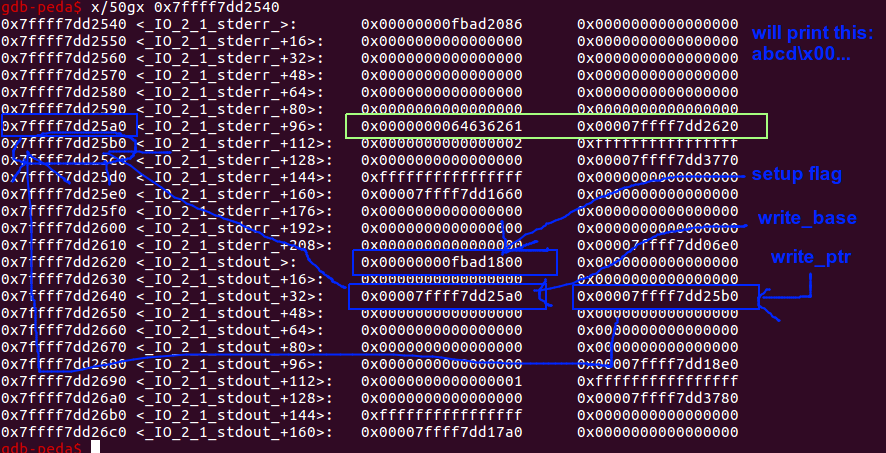 gdb-peda$ x/50gx 0x7ffff7dd2540
0x7ffff7dd2540 <_IO_2_1_stderr_>: 0x00000000fbad2086 0x0000000000000000
0x7ffff7dd2550 <_IO_2_1_stderr_+16>: 0x0000000000000000 0x0000000000000000
0x7ffff7dd2560 <_IO_2_1_stderr_+32>: 0x0000000000000000 0x0000000000000000
0x7ffff7dd2570 <_IO_2_1_stderr_+48>: 0x0000000000000000 0x0000000000000000
0x7ffff7dd2580 <_IO_2_1_stderr_+64>: 0x0000000000000000 0x0000000000000000
0x7ffff7dd2590 <_IO_2_1_stderr_+80>: 0x0000000000000000 0x0000000000000000
0x7ffff7dd25a0 <_IO_2_1_stderr_+96>: 0x0000000064636261 0x00007ffff7dd2620
0x7ffff7dd25b0 <_IO_2_1_stderr_+112>: 0x0000000000000002 0xffffffffffffffff
0x7ffff7dd25c0 <_IO_2_1_stderr_+128>: 0x0000000000000000 0x00007ffff7dd3770
0x7ffff7dd25d0 <_IO_2_1_stderr_+144>: 0xffffffffffffffff 0x0000000000000000
0x7ffff7dd25e0 <_IO_2_1_stderr_+160>: 0x00007ffff7dd1660 0x0000000000000000
0x7ffff7dd25f0 <_IO_2_1_stderr_+176>: 0x0000000000000000 0x0000000000000000
0x7ffff7dd2600 <_IO_2_1_stderr_+192>: 0x0000000000000000 0x0000000000000000
0x7ffff7dd2610 <_IO_2_1_stderr_+208>: 0x0000000000000000 0x00007ffff7dd06e0
0x7ffff7dd2620 <_IO_2_1_stdout_>: 0x00000000fbad1800 0x0000000000000000
0x7ffff7dd2630 <_IO_2_1_stdout_+16>: 0x0000000000000000 0x0000000000000000
0x7ffff7dd2640 <_IO_2_1_stdout_+32>: 0x00007ffff7dd25a0 0x00007ffff7dd25b0
0x7ffff7dd2650 <_IO_2_1_stdout_+48>: 0x0000000000000000 0x0000000000000000
0x7ffff7dd2660 <_IO_2_1_stdout_+64>: 0x0000000000000000 0x0000000000000000
0x7ffff7dd2670 <_IO_2_1_stdout_+80>: 0x0000000000000000 0x0000000000000000
0x7ffff7dd2680 <_IO_2_1_stdout_+96>: 0x0000000000000000 0x00007ffff7dd18e0
0x7ffff7dd2690 <_IO_2_1_stdout_+112>: 0x0000000000000001 0xffffffffffffffff
0x7ffff7dd26a0 <_IO_2_1_stdout_+128>: 0x0000000000000000 0x00007ffff7dd3780
0x7ffff7dd26b0 <_IO_2_1_stdout_+144>: 0xffffffffffffffff 0x0000000000000000
0x7ffff7dd26c0 <_IO_2_1_stdout_+160>: 0x00007ffff7dd17a0 0x0000000000000000
gdb-peda$
will print this:
abcd\x00...
setup flag
write_base
write_ptr